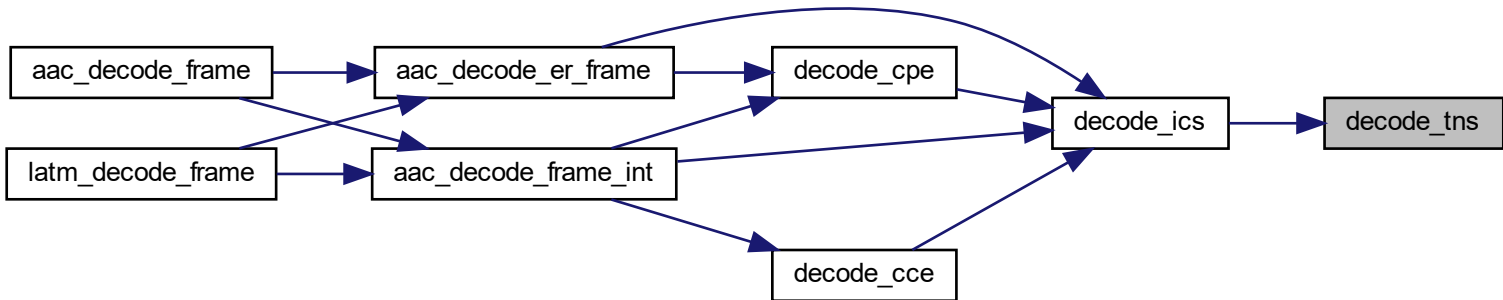 aac_decode_frame
aac_decode_er_frame
decode_cpe
decode_ics
decode_tns
latm_decode_frame
aac_decode_frame_int
decode_cce